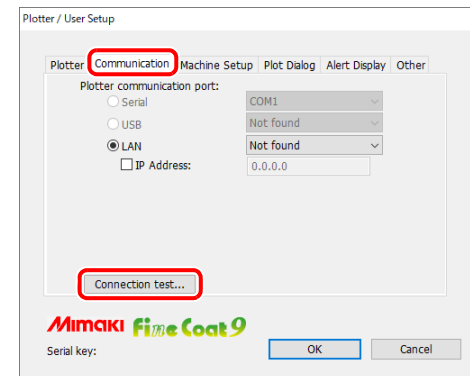 Plotter / User Setup
Plotter Communication Machine Setup Plot Dialog Alert Display Other
Plotter communication port:
Serial COM1
USB Not found
LAN Not found
IP Address: 0.0.0.0
Connection test...
Mimaki Fine Coat 9
Serial key: OK Cancel